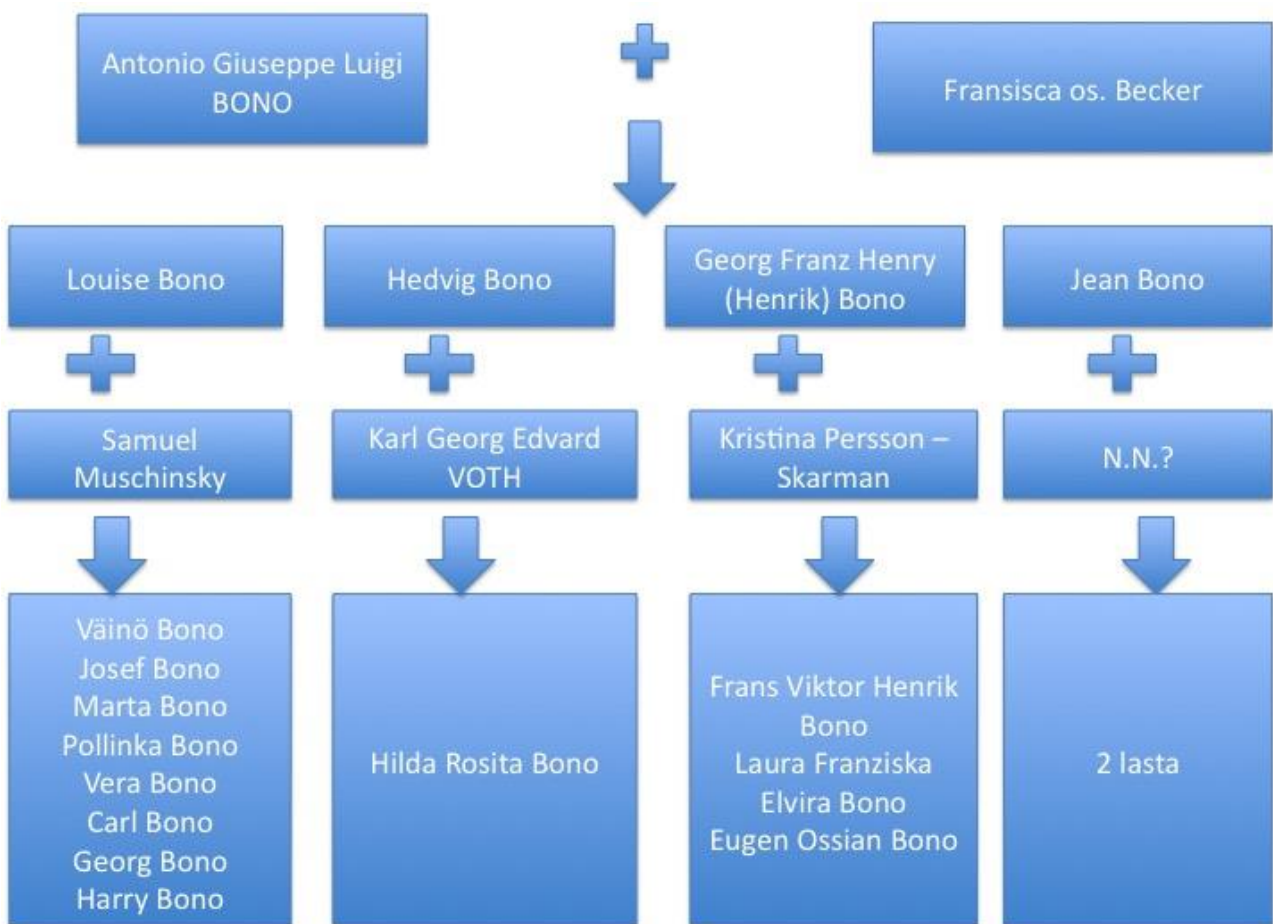 Antonio Giuseppe Luigi
BONO
Fransisca os. Becker
Louise Bono
Hedvig Bono
Georg Franz Henry
(Henrik) Bono
Jean Bono
Samuel
Muschinsky
Karl Georg Edvard
VOTH
Kristina Persson –
Skarman
N.N.?
Väinö Bono
Josef Bono
Marta Bono
Pollinka Bono
Vera Bono
Carl Bono
Georg Bono
Harry Bono
Hilda Rosita Bono
Frans Viktor Henrik
Bono
Laura Franziska
Elvira Bono
Eugen Ossian Bono
2 lasta